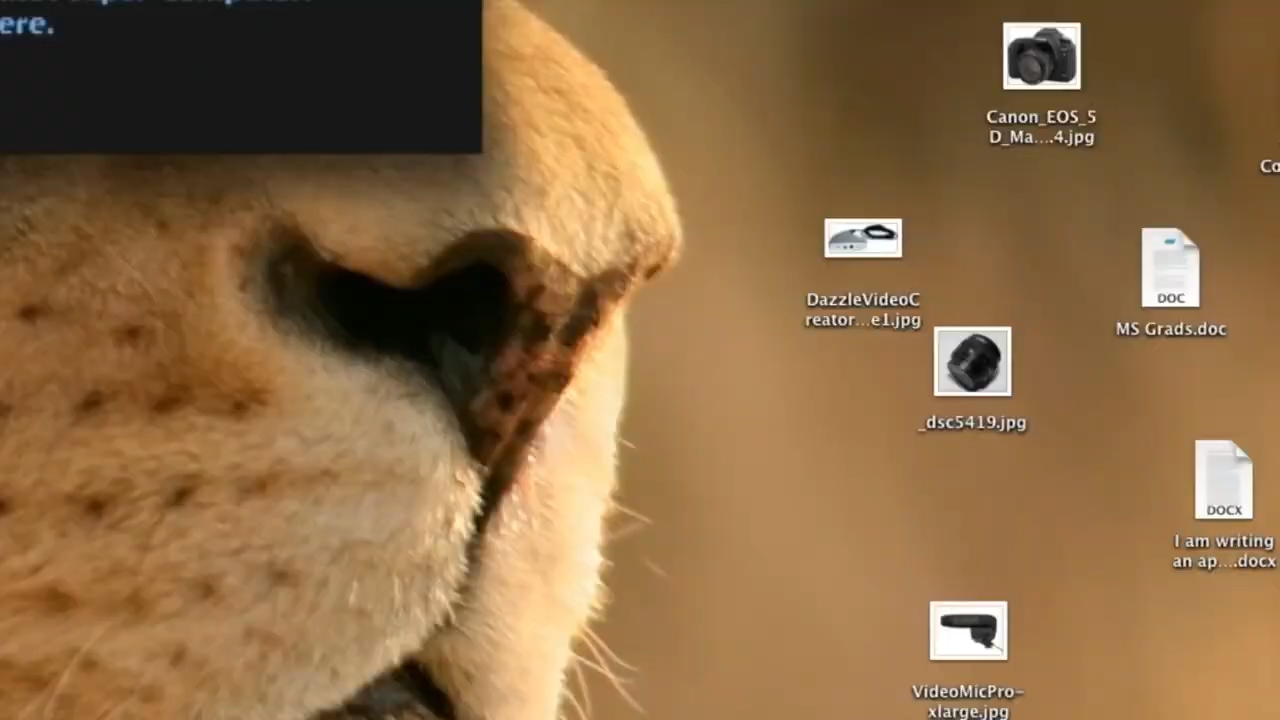 ere.
Canon_EOS_5
D_Ma....4.jpg
Co
DazzleVideoC
reator...e1.jpg
DOC
MS Grads.doc
_dsc5419.jpg
DOCX
I am writing
an ap....docx
VideoMicPro-
xlarge.jpg